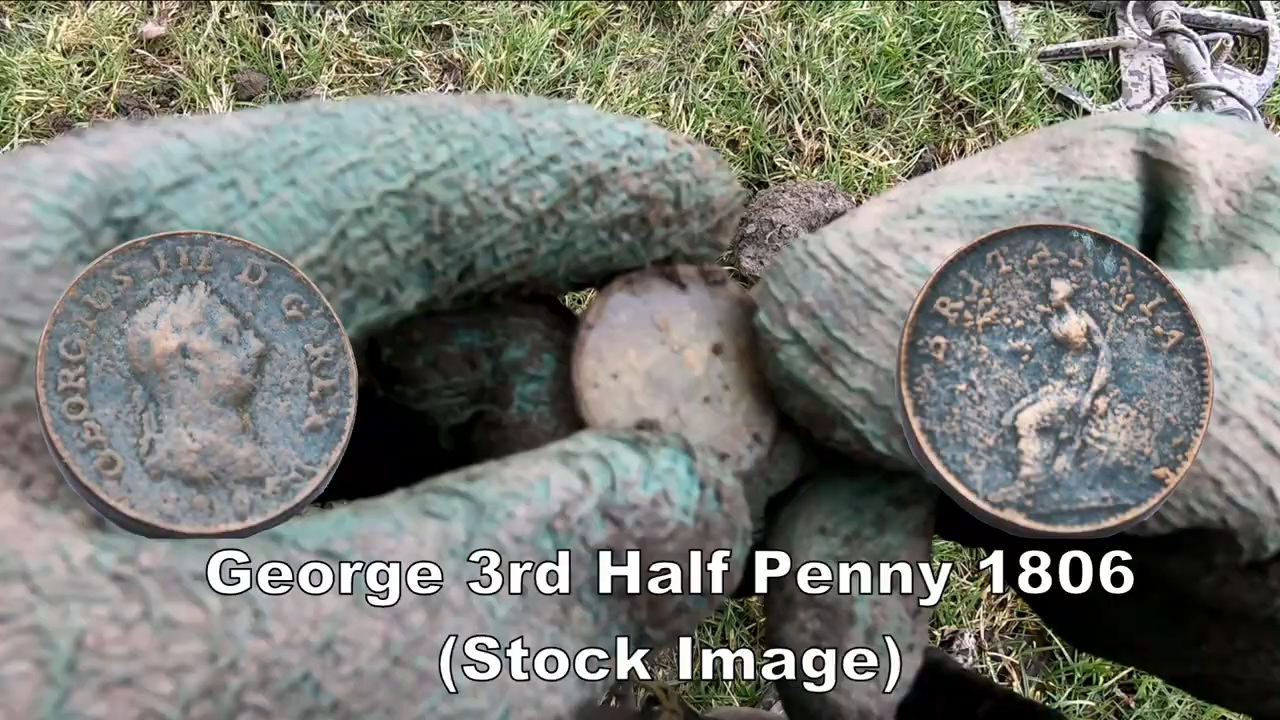 GEORGIUS III D G REX
BRITANNIA
George 3rd Half Penny 1806
(Stock Image)